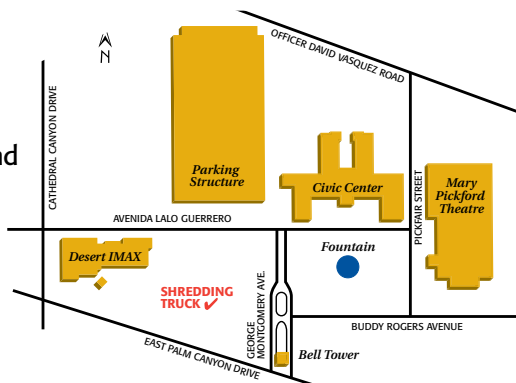 N
OFFICER DAVID VASQUEZ ROAD
CATHEDRAL CANYON DRIVE
nd
Parking
Structure
Civic Center
PICKFAIR STREET
Mary
Pickford
Theatre
AVENIDA LALO GUERRERO
Desert IMAX
Fountain
SHREDDING
TRUCK ✓
GEORGE
MONTGOMERY AVE.
BUDDY ROGERS AVENUE
EAST PALM CANYON DRIVE
Bell Tower